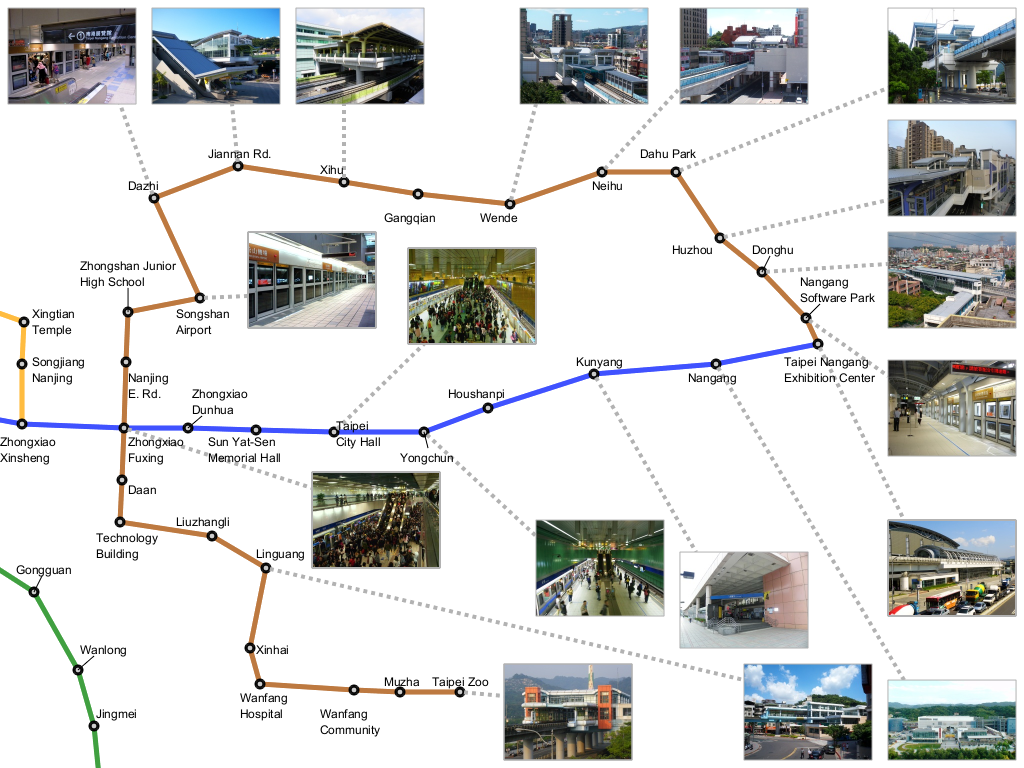 Jiannan Rd.
Dahu Park
Xihu
Dazhi
Neihu
Gangqian
Wende
Huzhou
Donghu
Zhongshan Junior
High School
Nangang
Software Park
Xingtian
Temple
Songshan
Airport
Songjiang
Nanjing
Kunyang
Taipei Nangang
Exhibition Center
Nanjing
E. Rd.
Nangang
Houshanpi
Zhongxiao
Dunhua
Taipei
City Hall
Zhongxiao
Xinsheng
Zhongxiao
Fuxing
Sun Yat-Sen
Memorial Hall
Yongchun
Daan
Liuzhangli
Technology
Building
Linguang
Gongguan
Wanlong
Xinhai
Muzha
Taipei Zoo
Wanfang
Hospital
Wanfang
Community
Jingmei